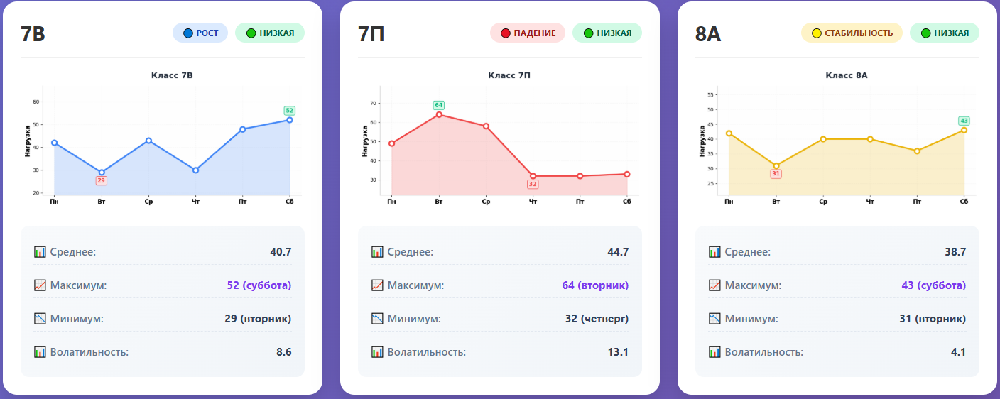 7В
РОСТ
НИЗКАЯ
Класс 7В
Нагрузка
60
50
40
30
20
52
29
Пн Вт Ср Чт Пт Сб
Среднее: 40.7
Максимум: 52 (суббота)
Минимум: 29 (вторник)
Волатильность: 8.6
7П
ПАДЕНИЕ
НИЗКАЯ
Класс 7П
Нагрузка
70
60
50
40
30
64
32
Пн Вт Ср Чт Пт Сб
Среднее: 44.7
Максимум: 64 (вторник)
Минимум: 32 (четверг)
Волатильность: 13.1
8А
СТАБИЛЬНОСТЬ
НИЗКАЯ
Класс 8А
Нагрузка
55
50
45
40
35
30
25
43
31
Пн Вт Ср Чт Пт Сб
Среднее: 38.7
Максимум: 43 (суббота)
Минимум: 31 (вторник)
Волатильность: 4.1